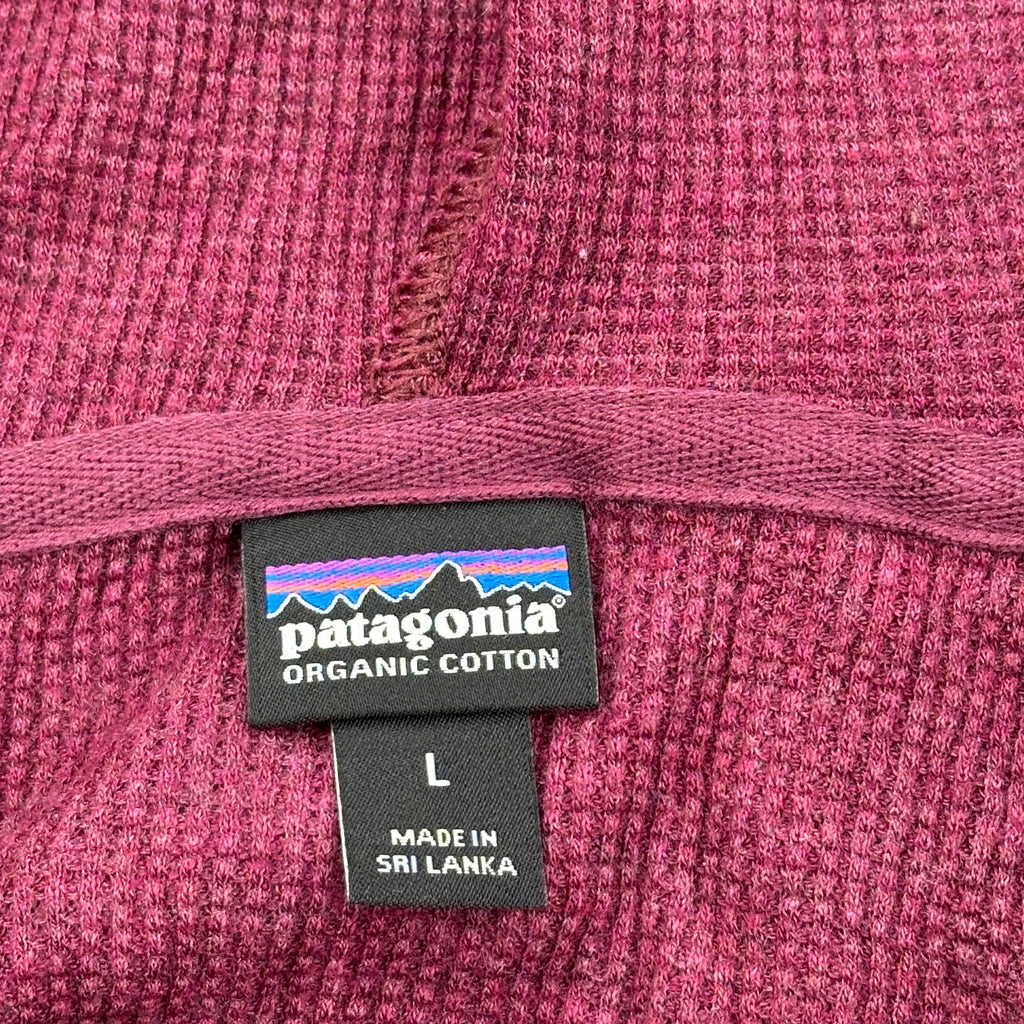 patagonia®
ORGANIC COTTON
L
MADE IN
SRI LANKA